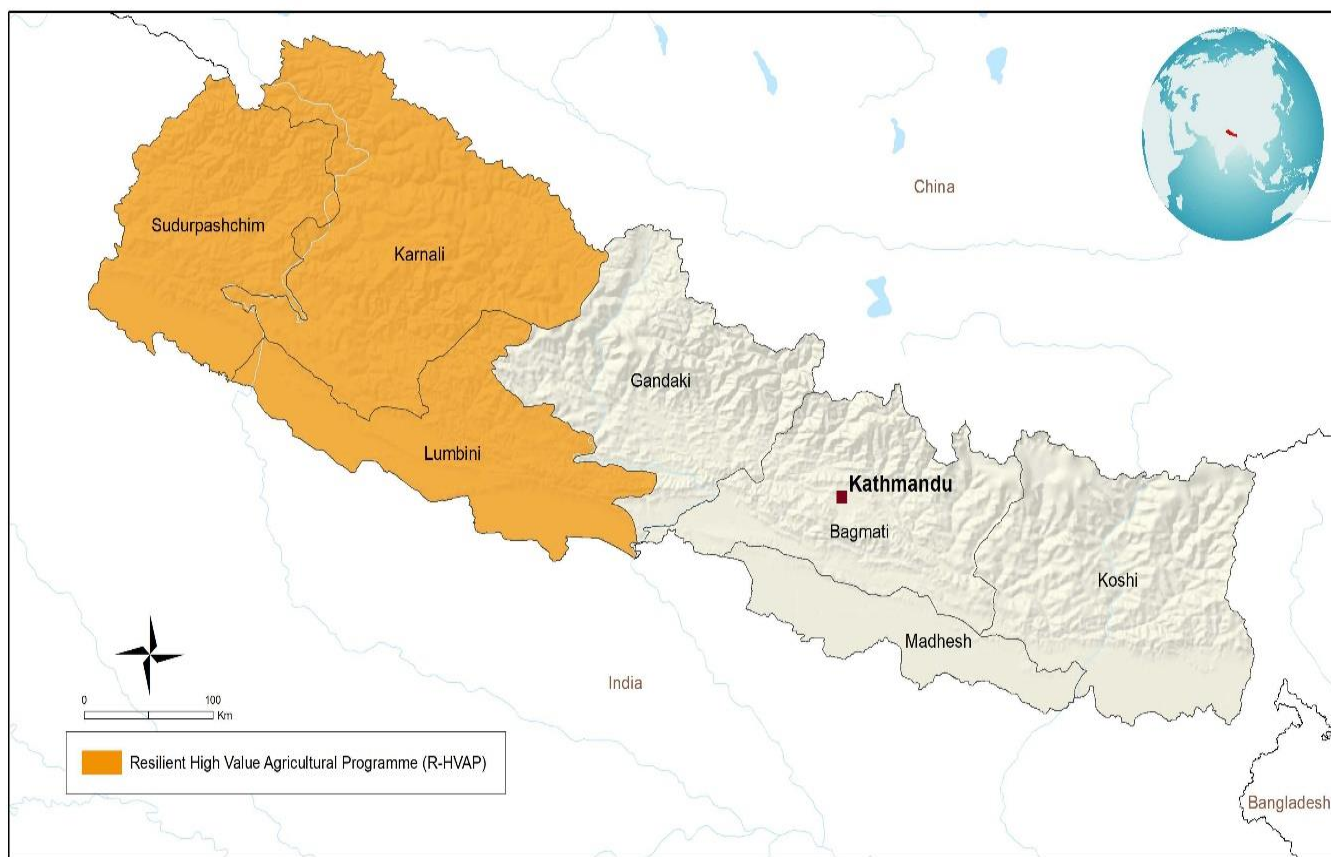 China
Sudurpashchim
Karnali
Gandaki
Lumbini
Kathmandu
Bagmati
Koshi
Madhesh
India
0 100
Km
Resilient High Value Agricultural Programme (R-HVAP)
Bangladesh